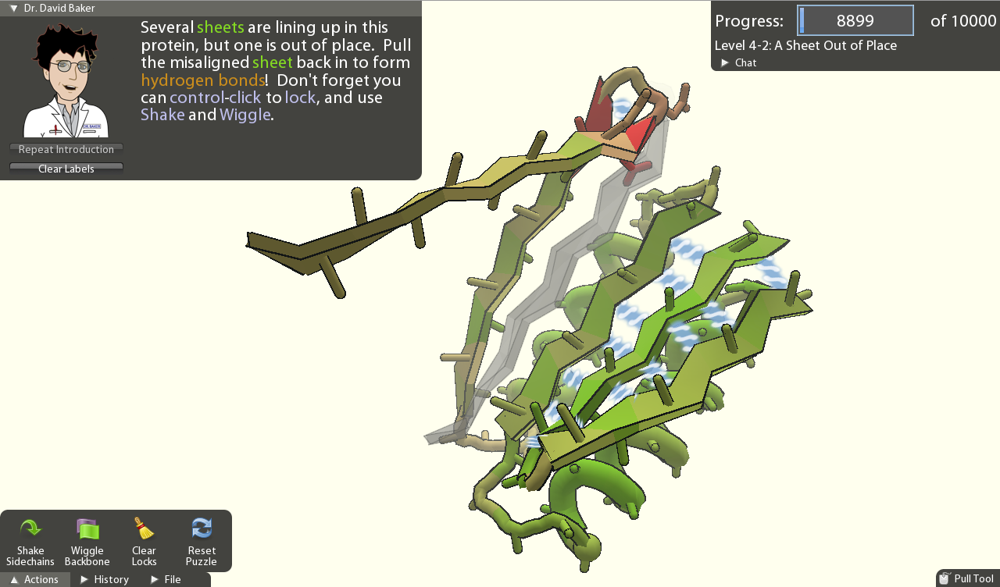 Dr. David Baker
Several sheets are lining up in this
protein, but one is out of place. Pull
the misaligned sheet back in to form
hydrogen bonds! Don't forget you
can control-click to lock, and use
Shake and Wiggle.
DR. BAKER
Repeat Introduction
Clear Labels
Progress: 8899 of 10000
Level 4-2: A Sheet Out of Place
Chat
Shake
Sidechains
Wiggle
Backbone
Clear
Locks
Reset
Puzzle
Actions
History
File
Pull Tool